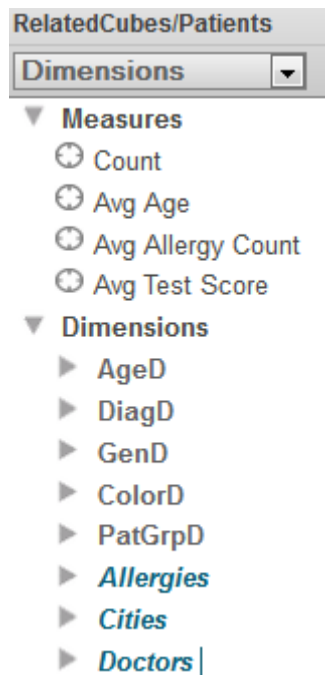 RelatedCubes/Patients
Dimensions
Measures
Count
Avg Age
Avg Allergy Count
Avg Test Score
Dimensions
AgeD
DiagD
GenD
ColorD
PatGrpD
Allergies
Cities
Doctors